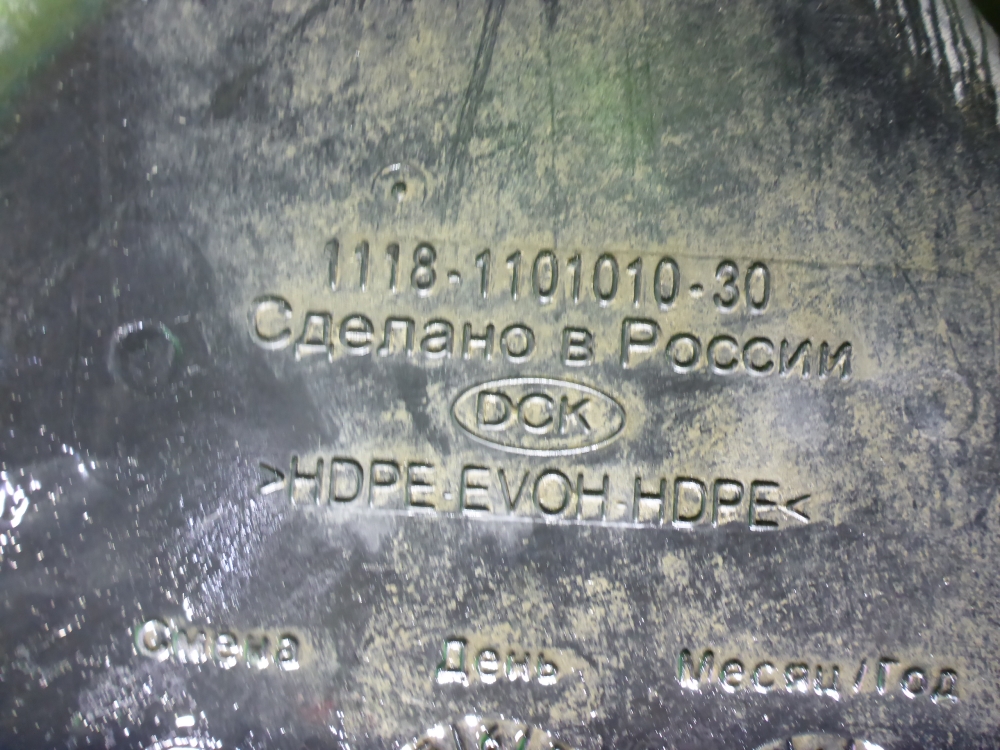 1118-1101010-30
Сделано в России
DCK
>HDPE.EVOH.HDPE<
Смена День Месяц/Год